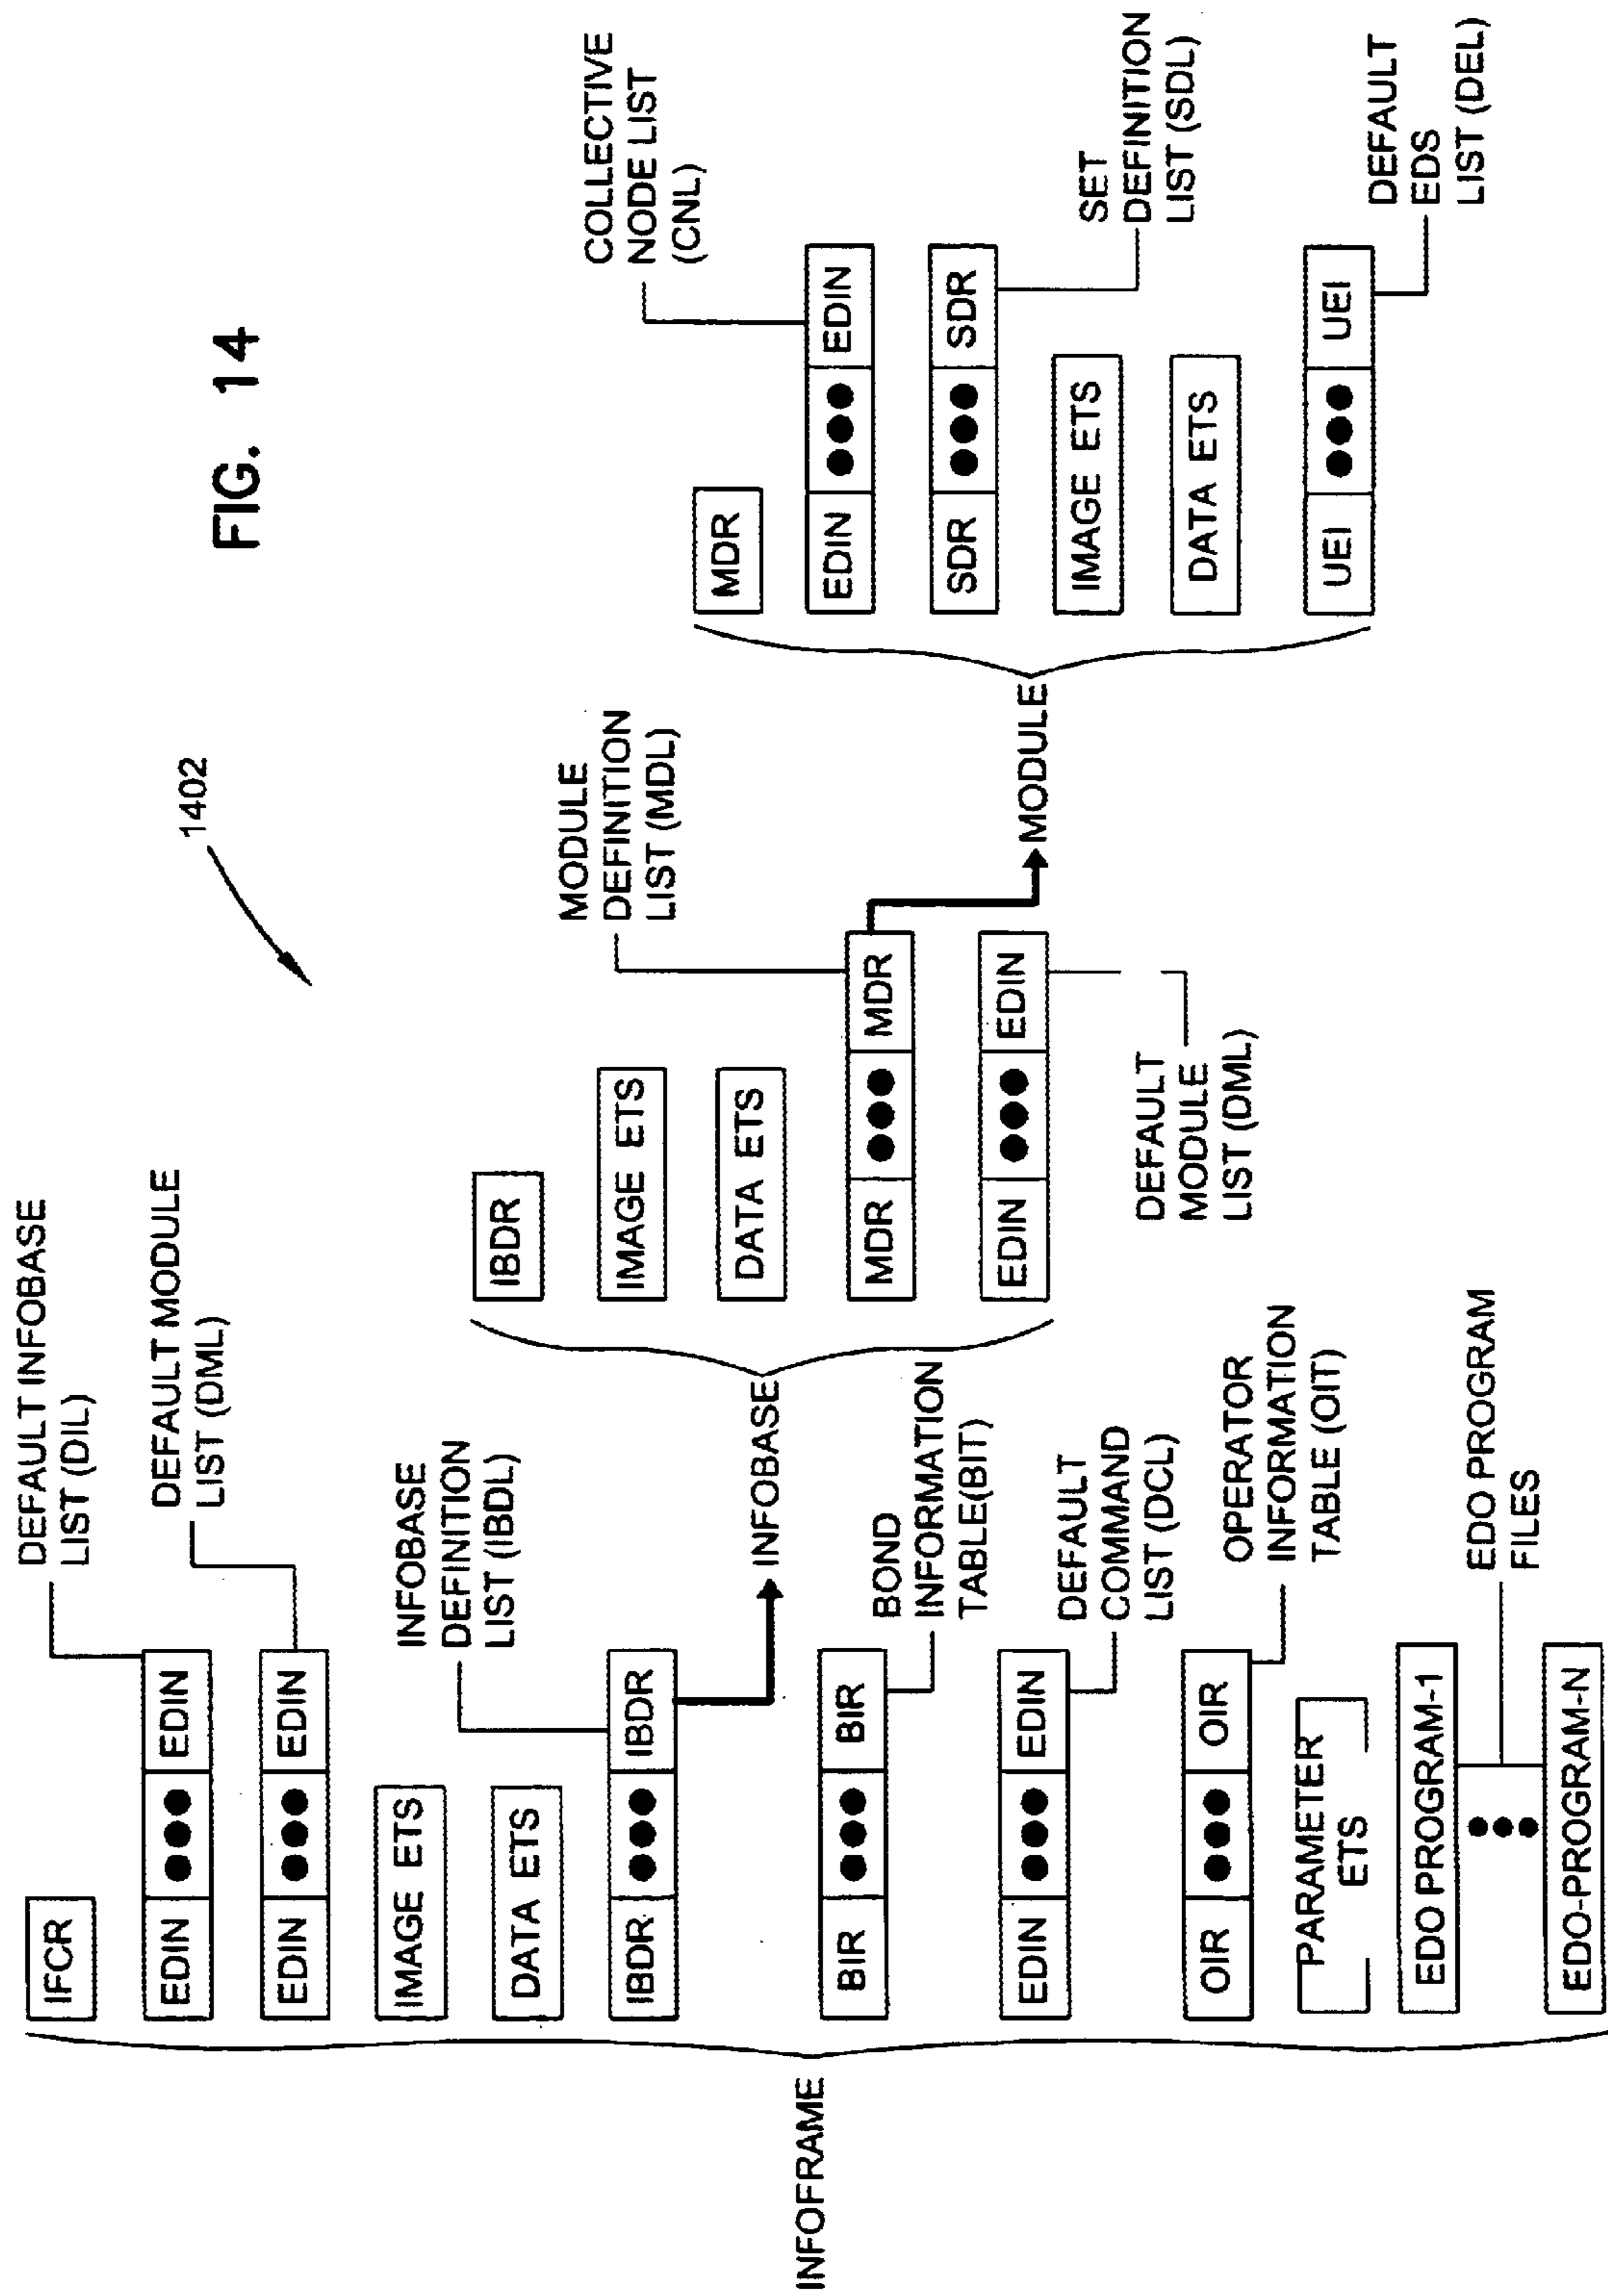 FIG. 14
1402
INFOFRAME
IFCR
EDIN ●●● EDIN
DEFAULT INFOBASE
LIST (DIL)
EDIN ●●● EDIN
DEFAULT MODULE
LIST (DML)
IMAGE ETS
DATA ETS
IBDR ●●● IBDR
INFOBASE
DEFINITION
LIST (IBDL)
BIR ●●● BIR
BOND
INFORMATION
TABLE(BIT)
EDIN ●●● EDIN
DEFAULT
COMMAND
LIST (DCL)
OIR ●●● OIR
OPERATOR
INFORMATION
TABLE (OIT)
PARAMETER
ETS
EDO PROGRAM-1
●●●
EDO-PROGRAM-N
EDO PROGRAM
FILES
INFOBASE
IBDR
IMAGE ETS
DATA ETS
MDR ●●● MDR
MODULE
DEFINITION
LIST (MDL)
EDIN ●●● EDIN
DEFAULT
MODULE
LIST (DML)
MODULE
MDR
EDIN ●●● EDIN
COLLECTIVE
NODE LIST
(CNL)
SDR ●●● SDR
SET
DEFINITION
LIST (SDL)
IMAGE ETS
DATA ETS
UEI ●●● UEI
DEFAULT
EDS
LIST (DEL)